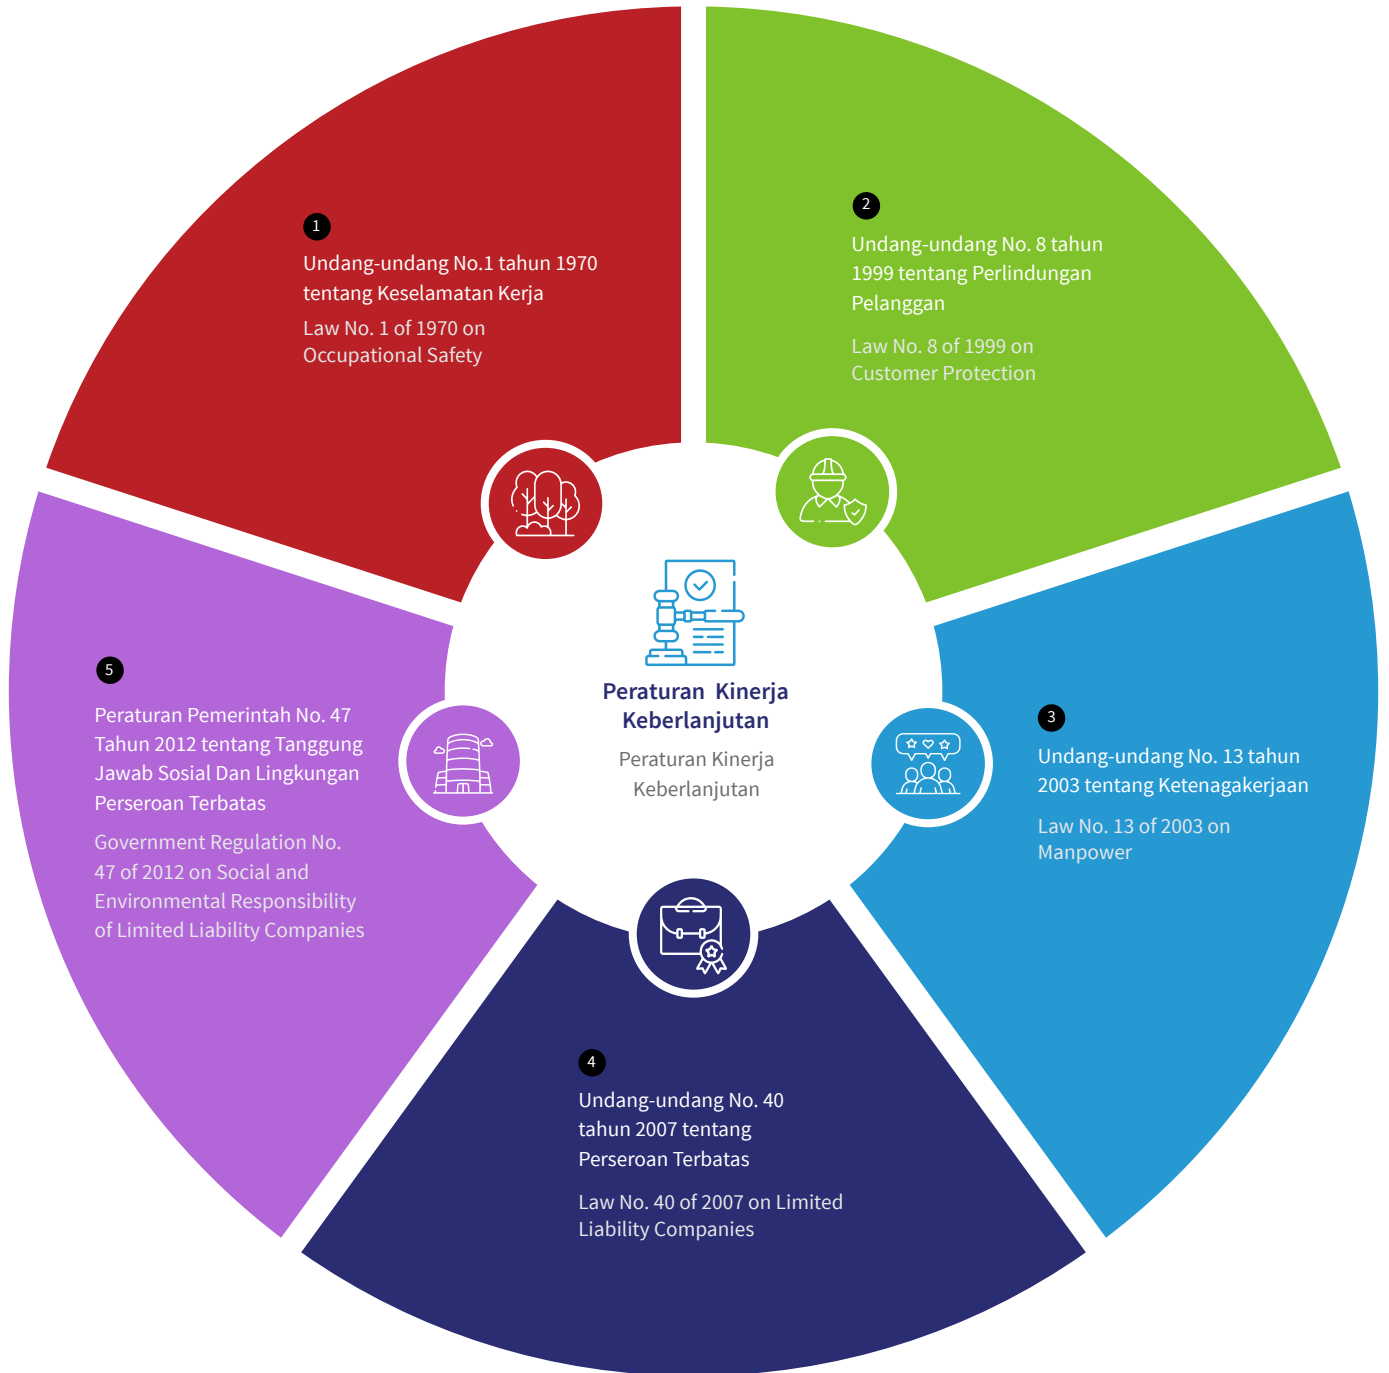 1
Undang-undang No.1 tahun 1970
tentang Keselamatan Kerja
Law No. 1 of 1970 on
Occupational Safety
2
Undang-undang No. 8 tahun
1999 tentang Perlindungan
Pelanggan
Law No. 8 of 1999 on
Customer Protection
3
Undang-undang No. 13 tahun
2003 tentang Ketenagakerjaan
Law No. 13 of 2003 on
Manpower
4
Undang-undang No. 40
tahun 2007 tentang
Perseroan Terbatas
Law No. 40 of 2007 on Limited
Liability Companies
5
Peraturan Pemerintah No. 47
Tahun 2012 tentang Tanggung
Jawab Sosial Dan Lingkungan
Perseroan Terbatas
Government Regulation No.
47 of 2012 on Social and
Environmental Responsibility
of Limited Liability Companies
Peraturan Kinerja
Keberlanjutan
Peraturan Kinerja
Keberlanjutan